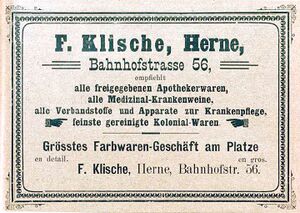 F. Klische, Herne,
Bahnhofstrasse 56,
empfiehlt
alle freigegebenen Apothekerwaren,
alle Medizinal-Krankenweine,
alle Verbandstoffe und Apparate zur Krankenpflege,
feinste gereinigte Kolonial-Waren
Grösstes Farbwaren-Geschäft am Platze
en detail. en gros.
F. Klische, Herne, Bahnhofstr. 56.